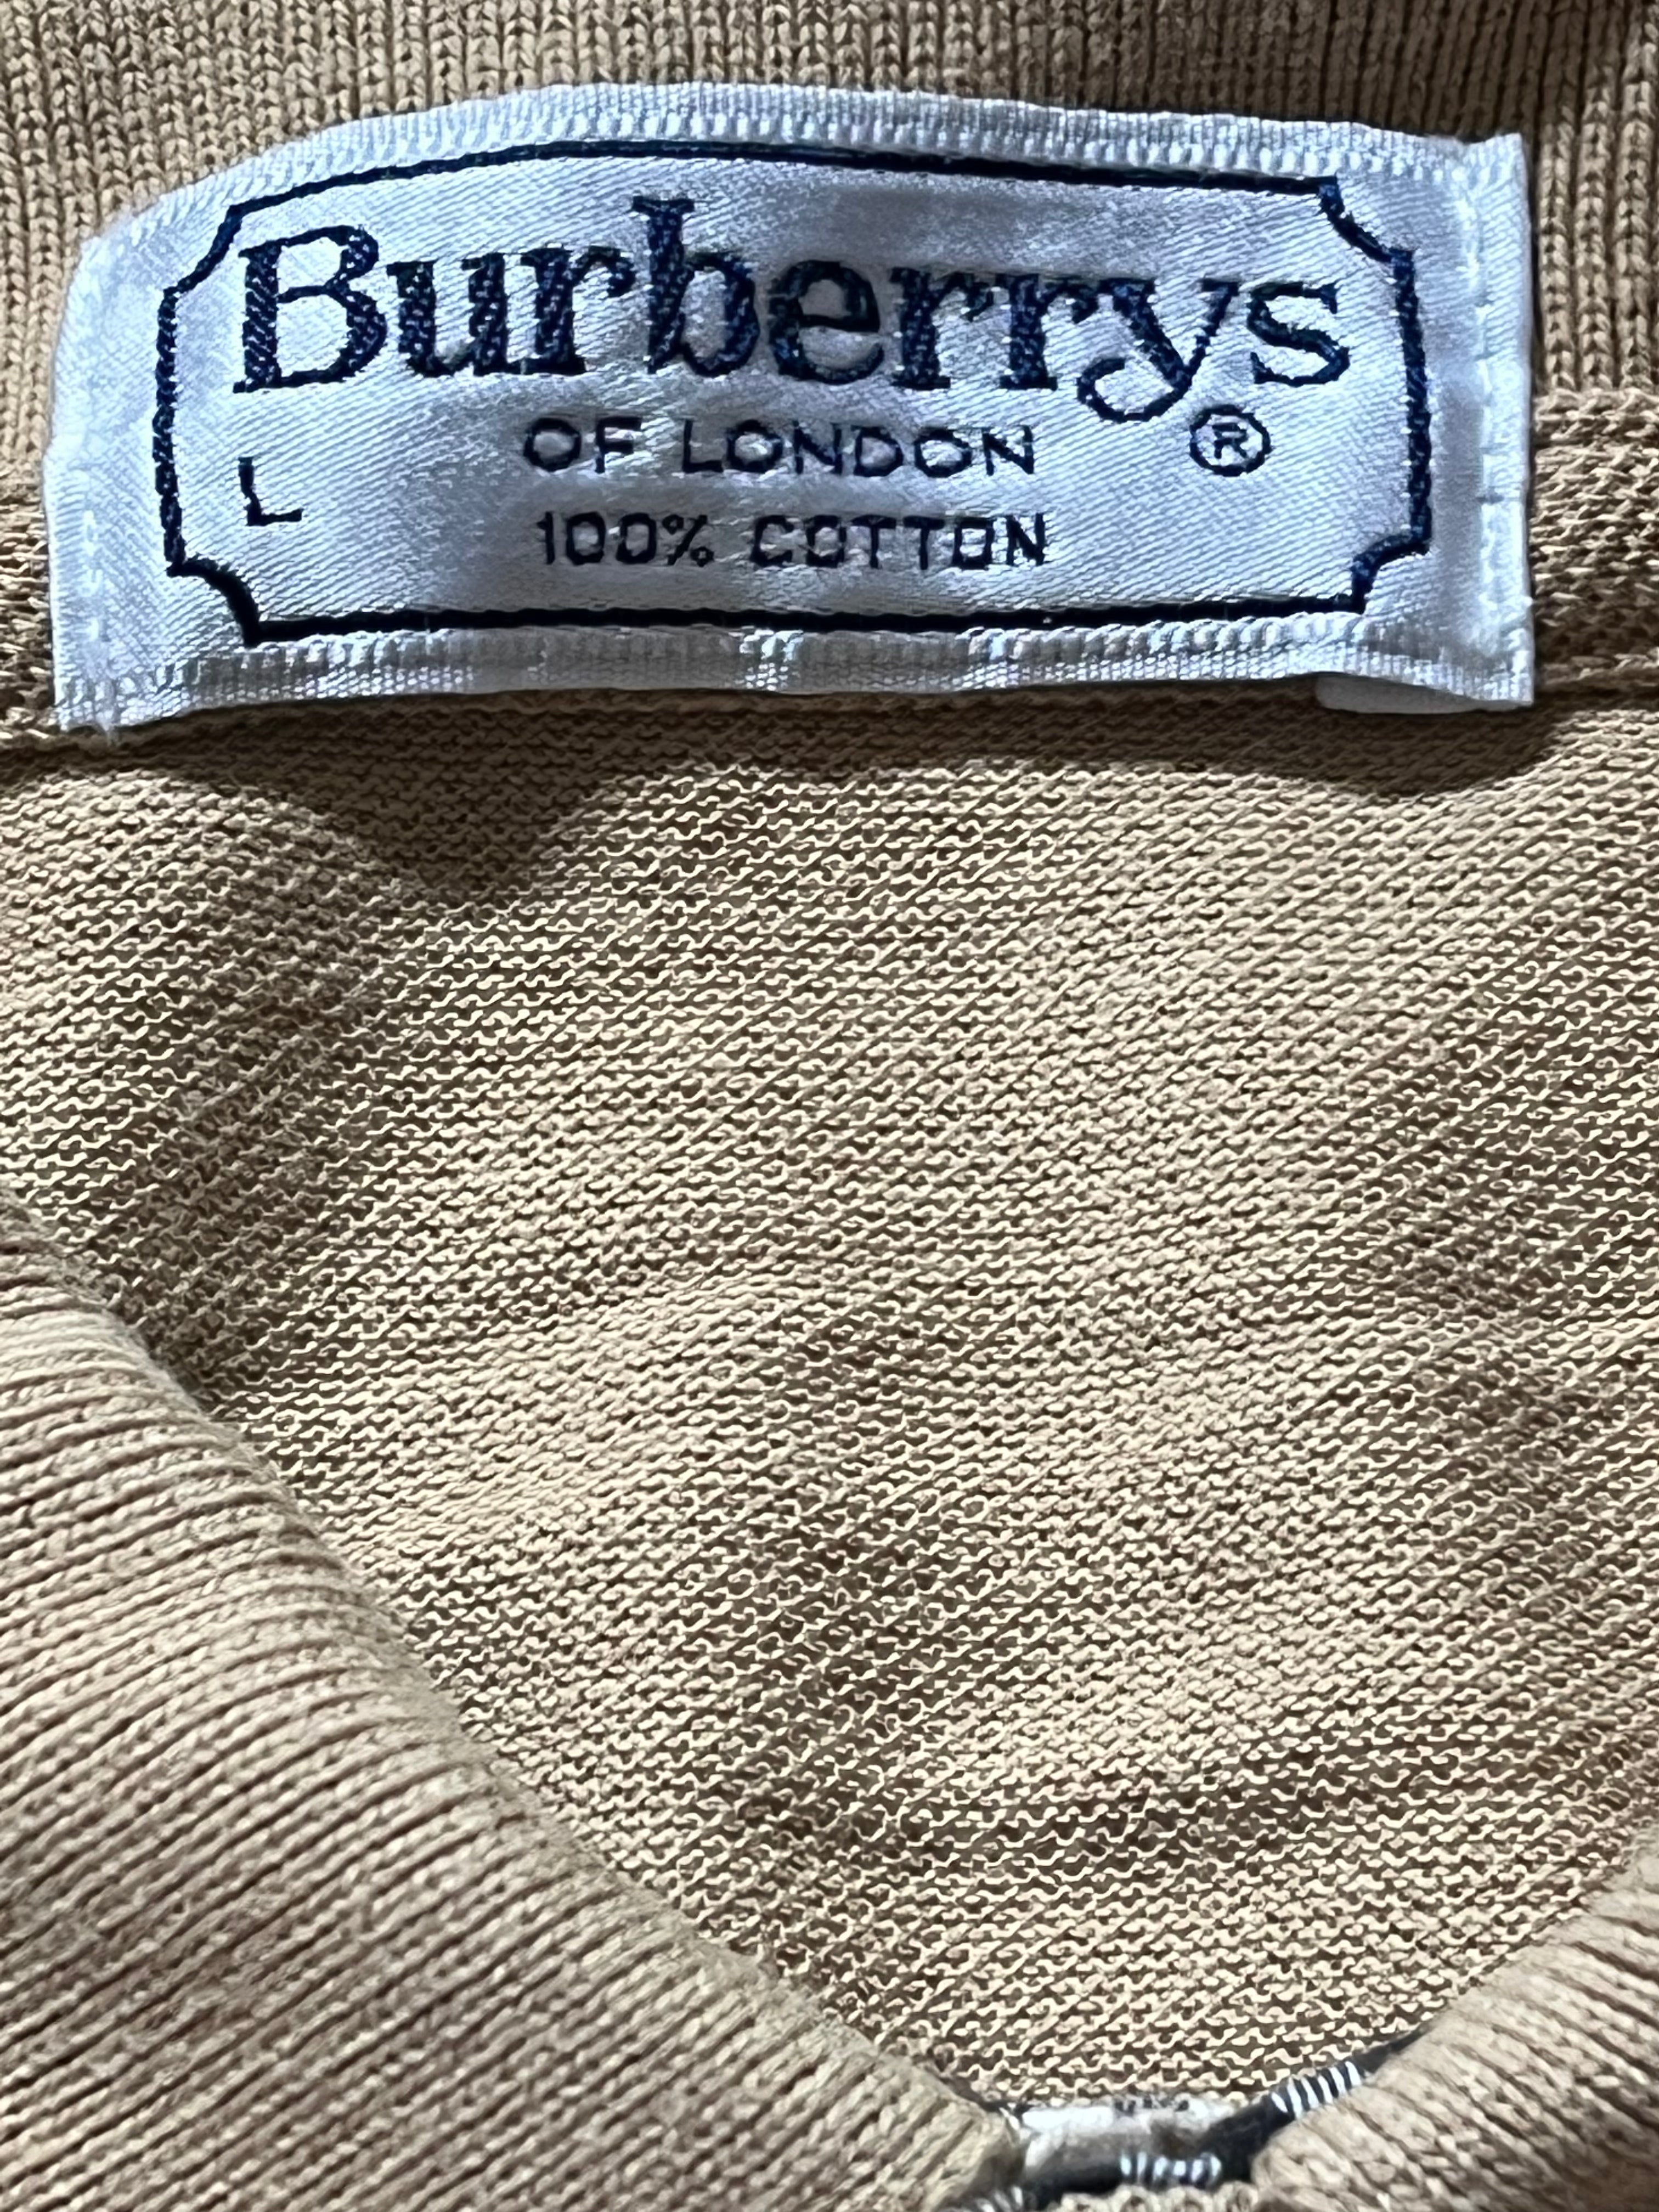 Burberrys
®
OF LONDON
L
100% COTTON